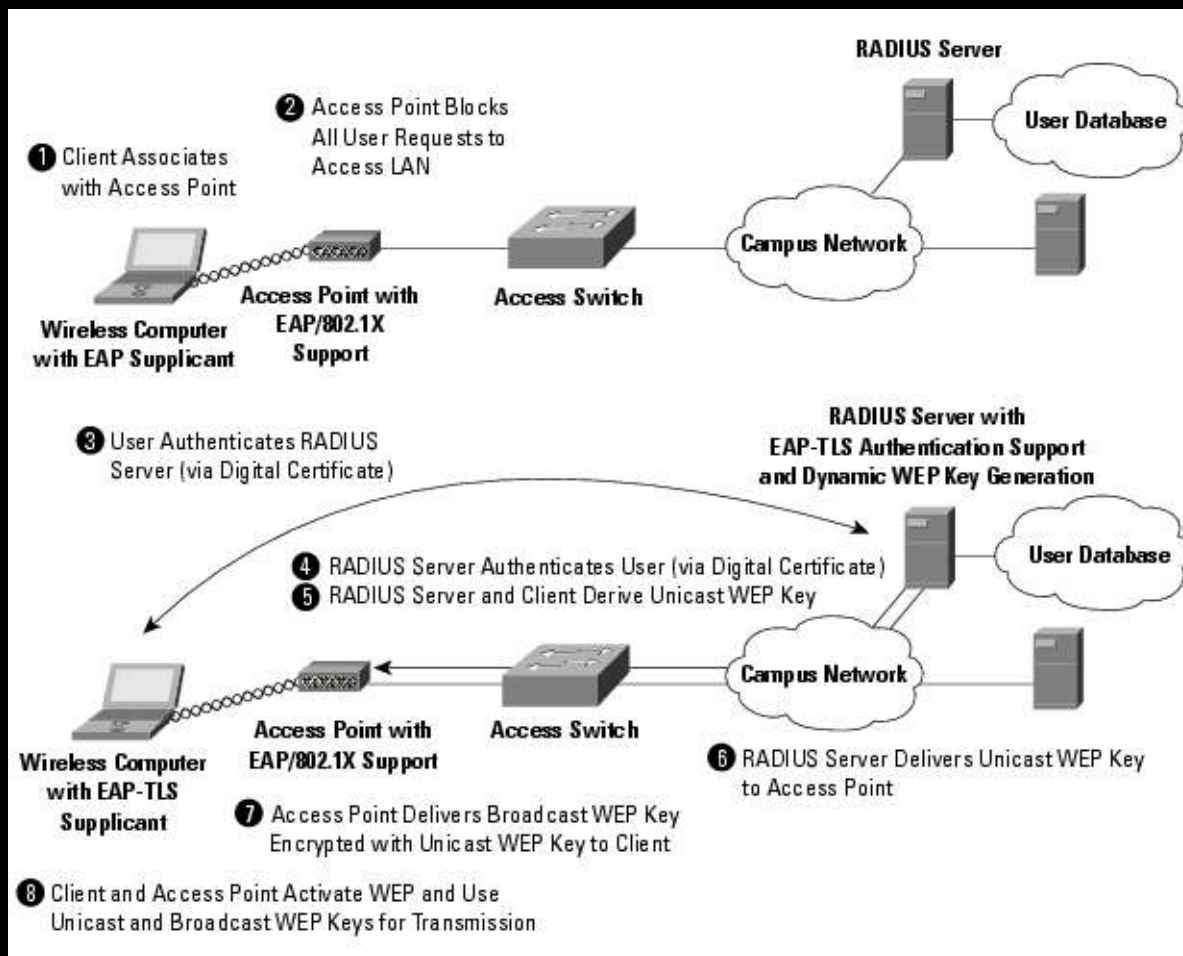 RADIUS Server
User Database
2 Access Point Blocks
All User Requests to
Access LAN
1 Client Associates
with Access Point
Campus Network
Access Point with
EAP/802.1X
Support
Access Switch
Wireless Computer
with EAP Supplicant
3 User Authenticates RADIUS
Server (via Digital Certificate)
RADIUS Server with
EAP-TLS Authentication Support
and Dynamic WEP Key Generation
User Database
4 RADIUS Server Authenticates User (via Digital Certificate)
5 RADIUS Server and Client Derive Unicast WEP Key
Campus Network
Access Point with
EAP/802.1X Support
Access Switch
Wireless Computer
with EAP-TLS
Supplicant
6 RADIUS Server Delivers Unicast WEP Key
to Access Point
7 Access Point Delivers Broadcast WEP Key
Encrypted with Unicast WEP Key to Client
8 Client and Access Point Activate WEP and Use
Unicast and Broadcast WEP Keys for Transmission